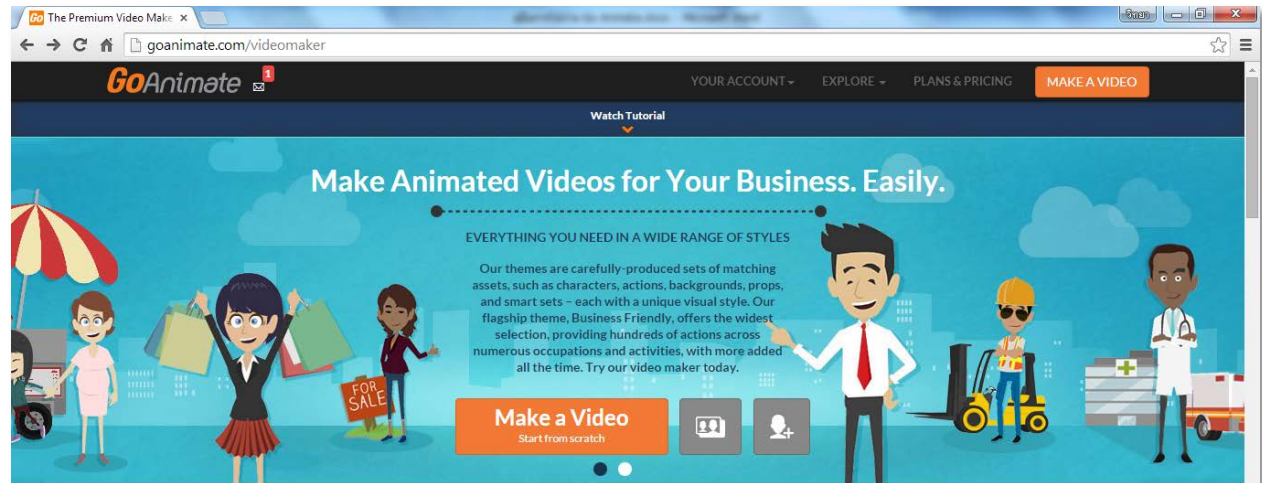 Go The Premium Video Make
goanimate.com/videomaker
GoAnimate 1
YOUR ACCOUNT
EXPLORE
PLANS & PRICING
MAKE A VIDEO
Watch Tutorial
Make Animated Videos for Your Business. Easily.
EVERYTHING YOU NEED IN A WIDE RANGE OF STYLES
Our themes are carefully-produced sets of matching
assets, such as characters, actions, backgrounds, props,
and smart sets – each with a unique visual style. Our
flagship theme, Business Friendly, offers the widest
selection, providing hundreds of actions across
numerous occupations and activities, with more added
all the time. Try our video maker today.
FOR
SALE
Make a Video
Start from scratch